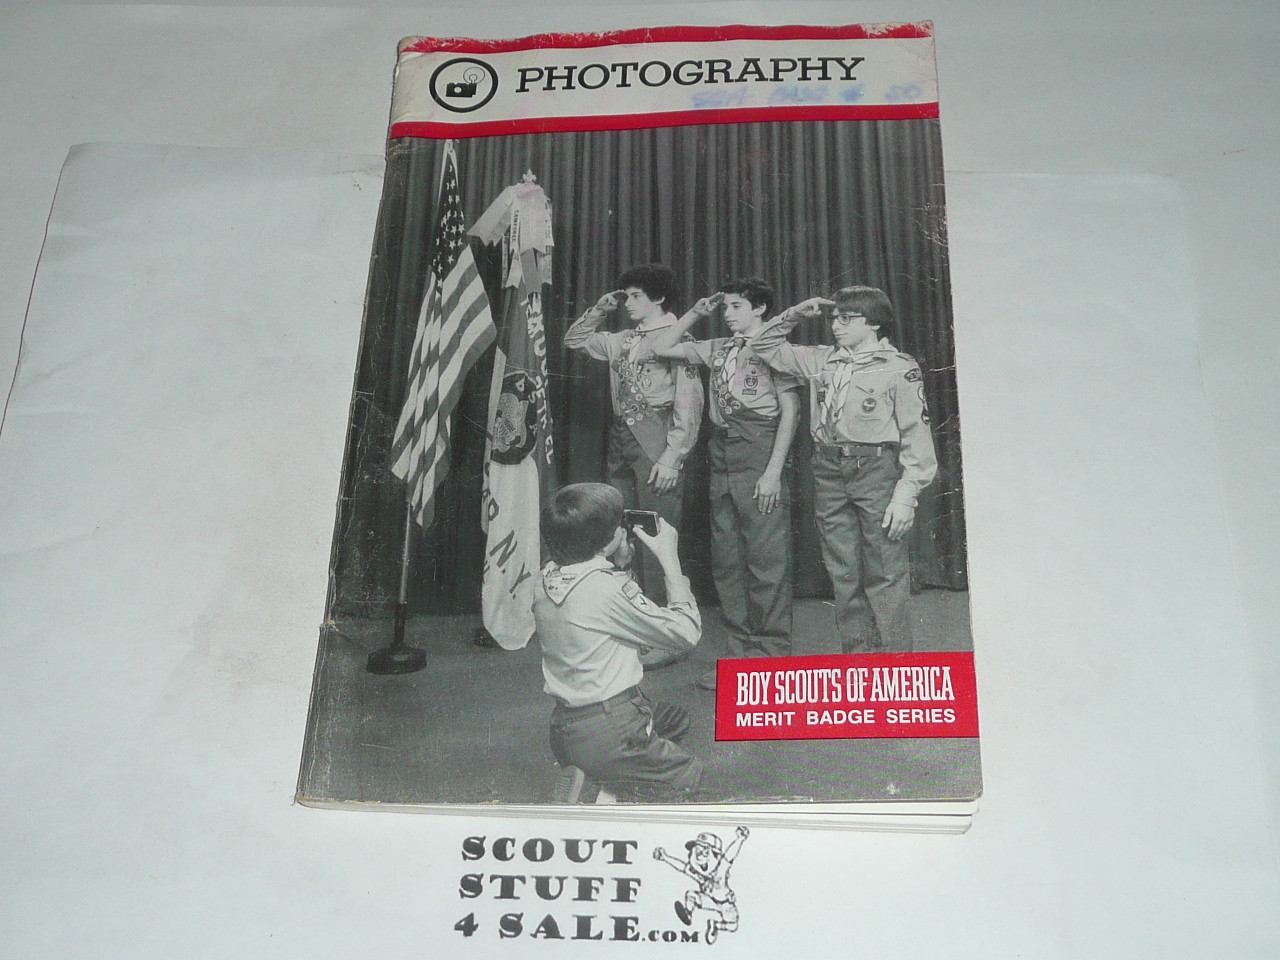 PHOTOGRAPHY
N.Y.
BOY SCOUTS OF AMERICA
MERIT BADGE SERIES
SCOUT
STUFF
4 SALE.COM